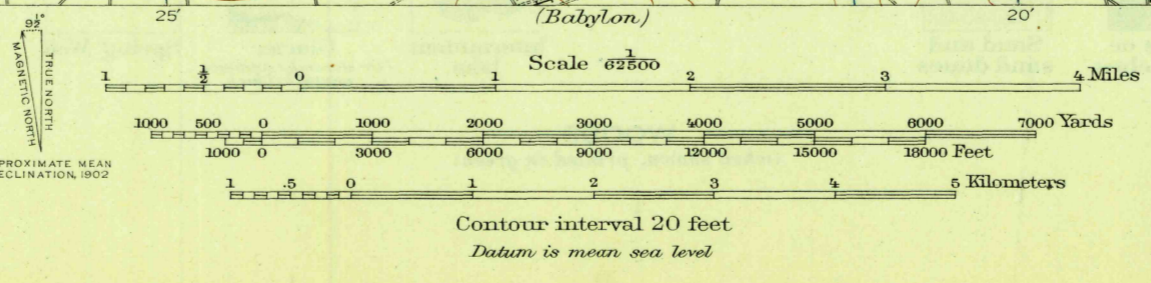 25' (Babylon) 20'
9½°
TRUE NORTH
MAGNETIC NORTH
PROXIMATE MEAN
ECLINATION, 1902
Scale 1/62500
1 ½ 0 1 2 3 4 Miles
1000 500 0 1000 2000 3000 4000 5000 6000 7000 Yards
1000 0 3000 6000 9000 12000 15000 18000 Feet
1 .5 0 1 2 3 4 5 Kilometers
Contour interval 20 feet
Datum is mean sea level